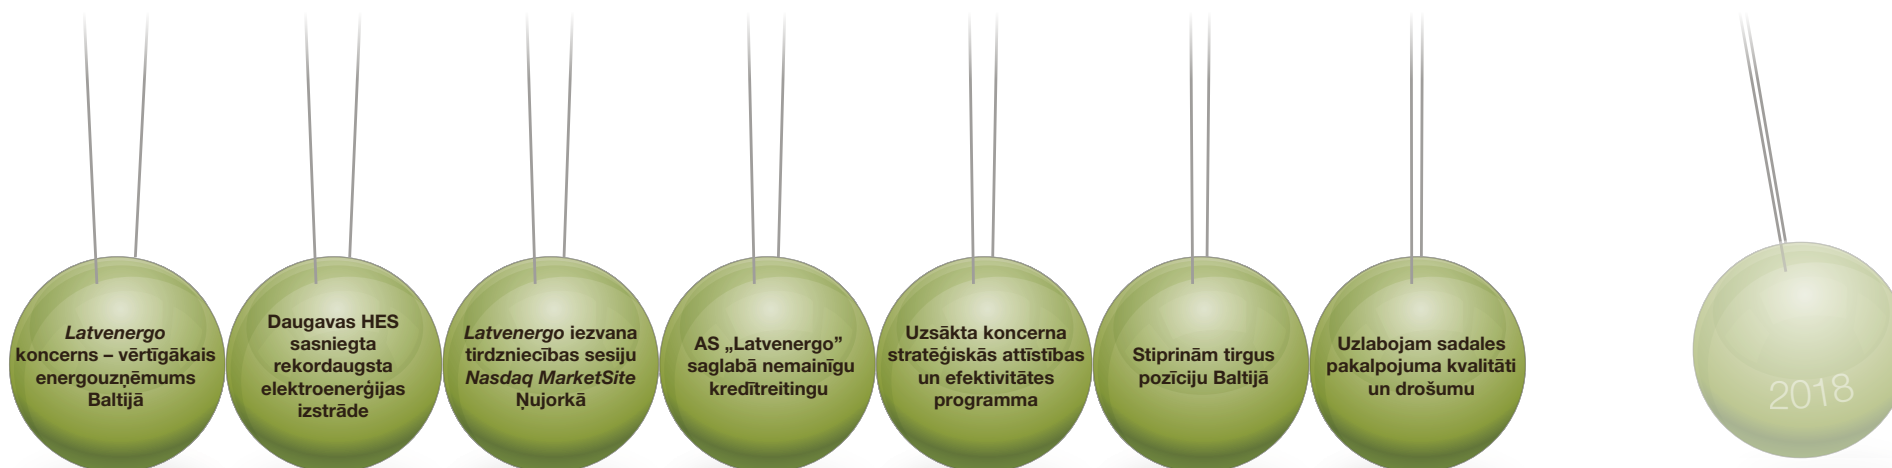 Latvenergo
koncerns – vērtīgākais
energouzņēmums
Baltijā
Daugavas HES
sasniegta
rekordaugsta
elektroenerģijas
izstrāde
Latvenergo iezvana
tirdzniecības sesiju
Nasdaq MarketSite
Ņujorkā
AS „Latvenergo”
saglabā nemainīgu
kredītreitingu
Uzsākta koncerna
stratēģiskās attīstības
un efektivitātes
programma
Stiprinām tirgus
pozīciju Baltijā
Uzlabojam sadales
pakalpojuma kvalitāti
un drošumu
2018